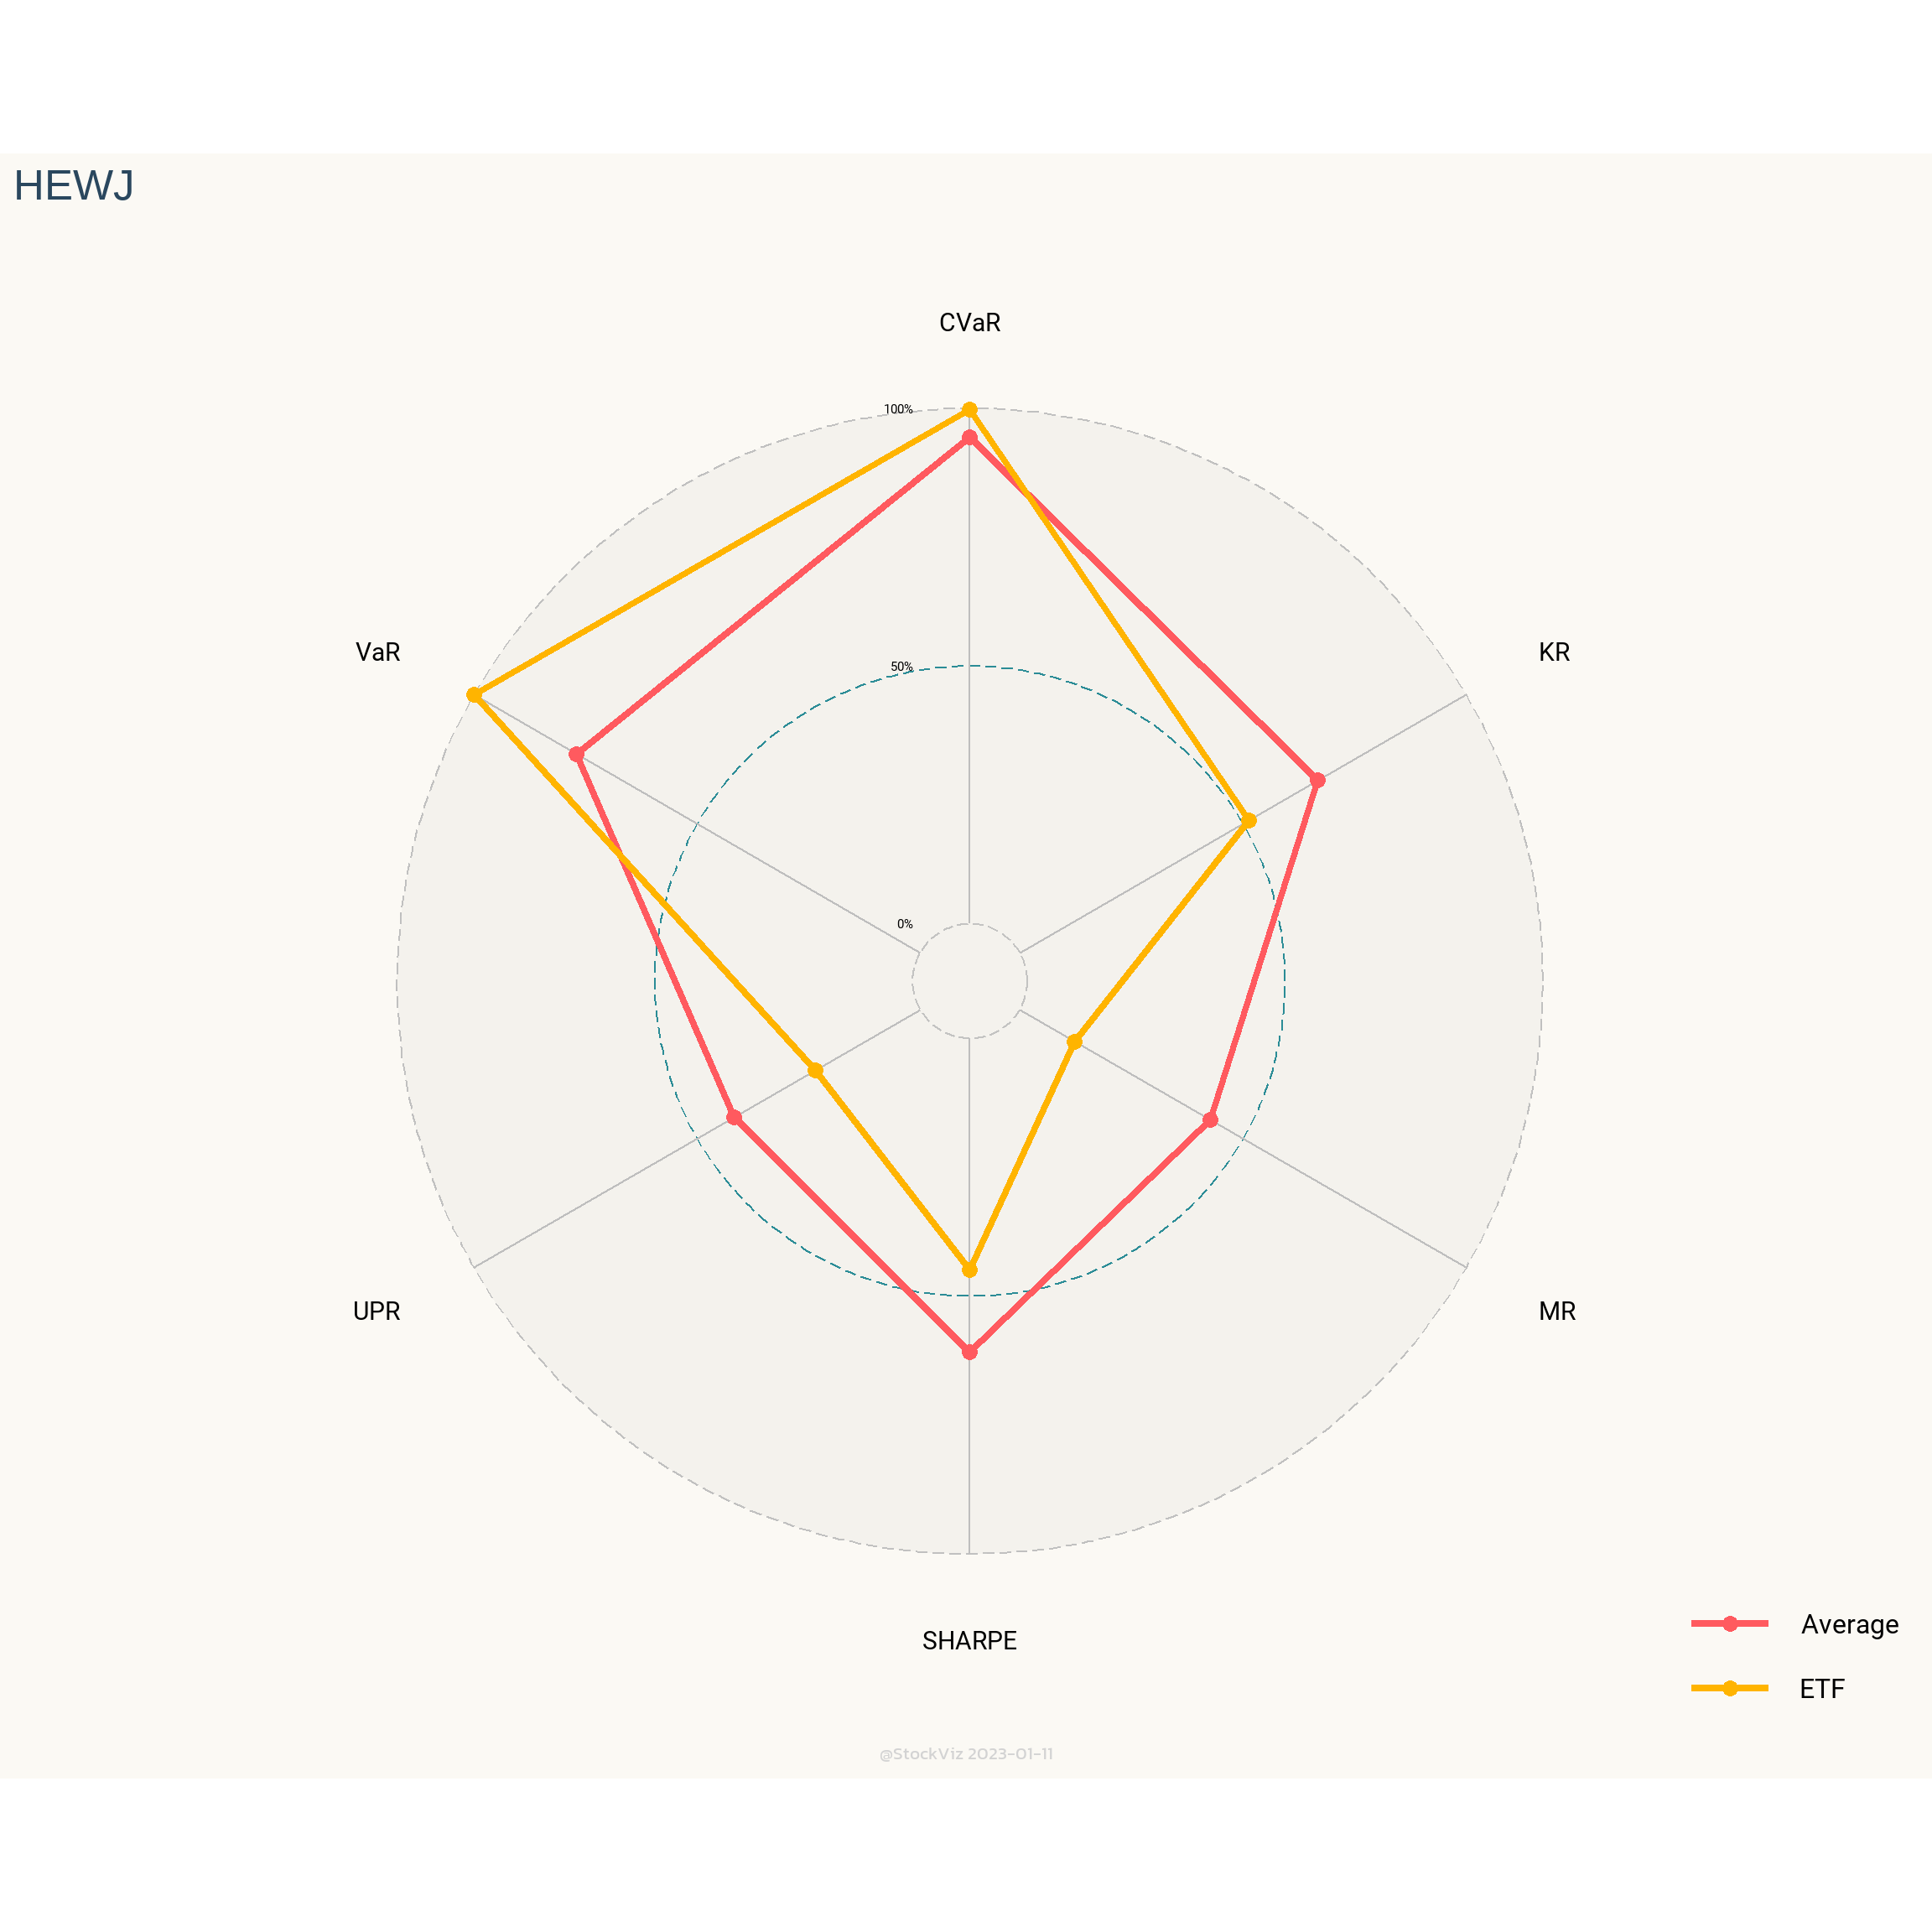 HEWJ
CVaR
100%
KR
VaR
50%
0%
UPR
MR
SHARPE
Average
ETF
@StockViz 2023-01-11